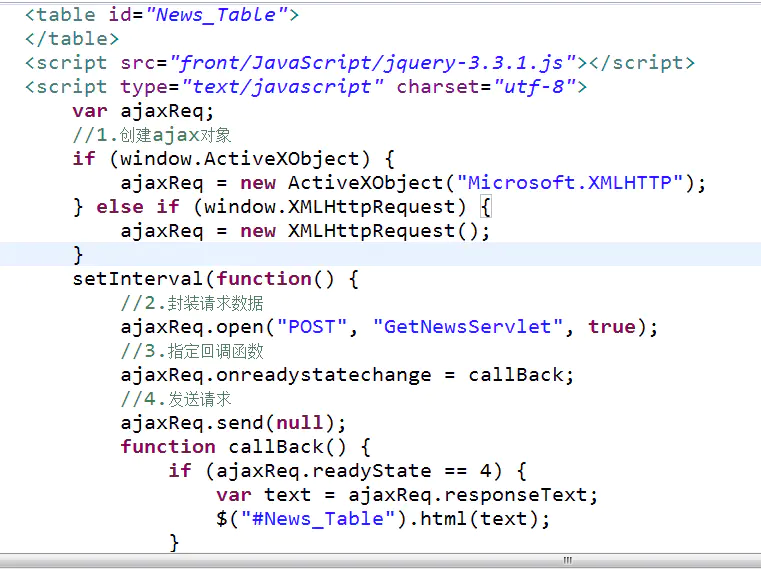 <table id="News_Table">
</table>
<script src="front/JavaScript/jquery-3.3.1.js"></script>
<script type="text/javascript" charset="utf-8">
    var ajaxReq;
    //1.创建ajax对象
    if (window.ActiveXObject) {
        ajaxReq = new ActiveXObject("Microsoft.XMLHTTP");
    } else if (window.XMLHttpRequest) {
        ajaxReq = new XMLHttpRequest();
    }
    setInterval(function() {
        //2.封装请求数据
        ajaxReq.open("POST", "GetNewsServlet", true);
        //3.指定回调函数
        ajaxReq.onreadystatechange = callBack;
        //4.发送请求
        ajaxReq.send(null);
        function callBack() {
            if (ajaxReq.readyState == 4) {
                var text = ajaxReq.responseText;
                $("#News_Table").html(text);
            }